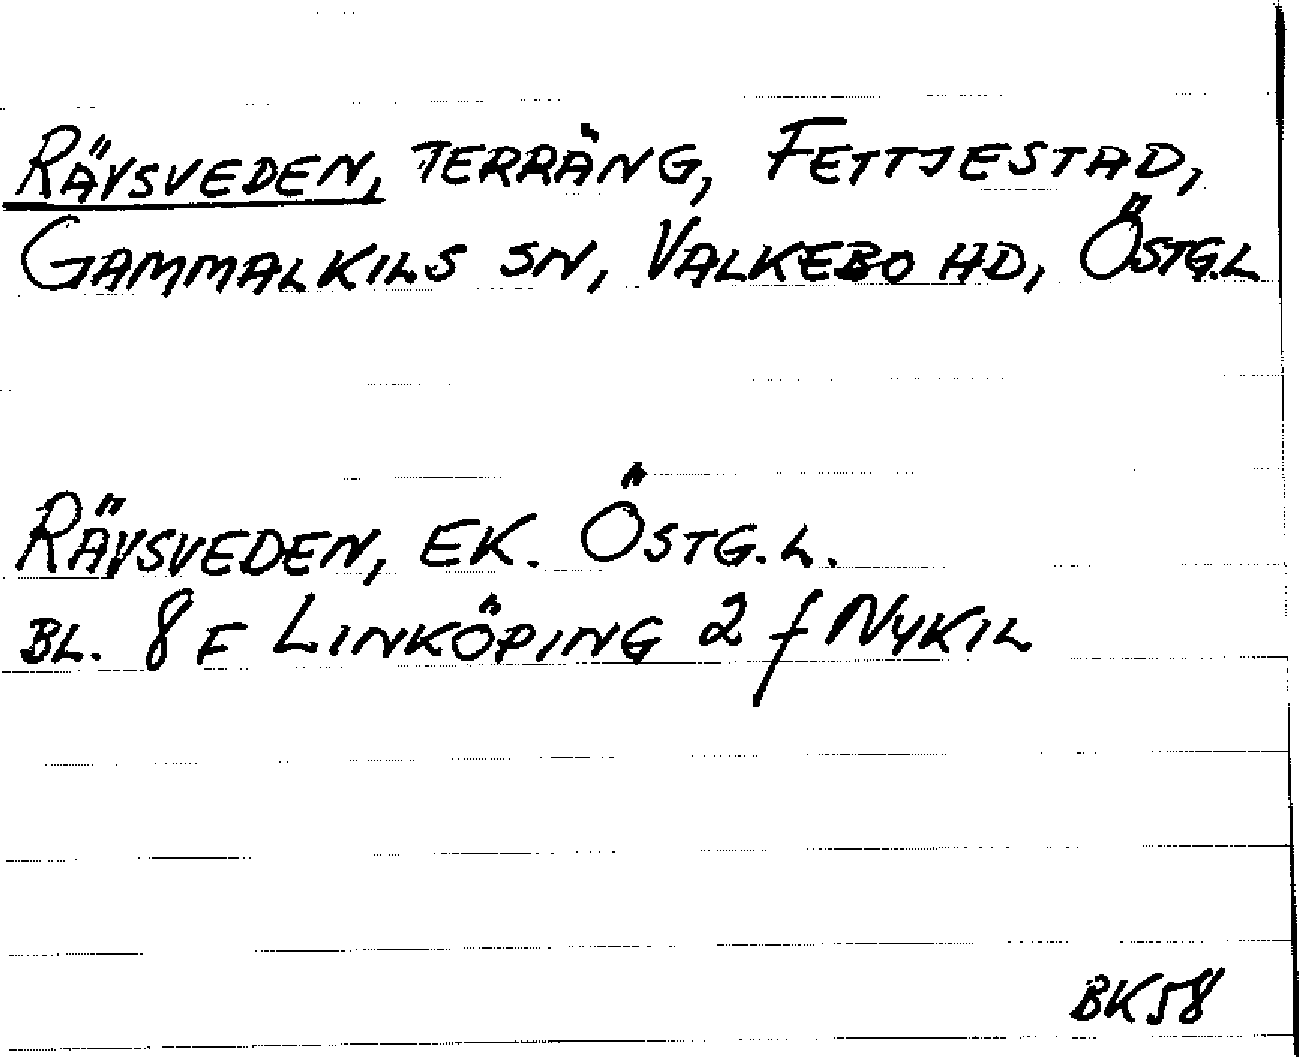 RÄVSVEDEN, TERRÄNG, FETTJESTAD,
GAMMALKILS SN, VALKEBO HD, ÖSTG.L
RÄVSVEDEN, EK. ÖSTG.L.
BL. 8 F LINKÖPING 2 f NYKIL
BK58